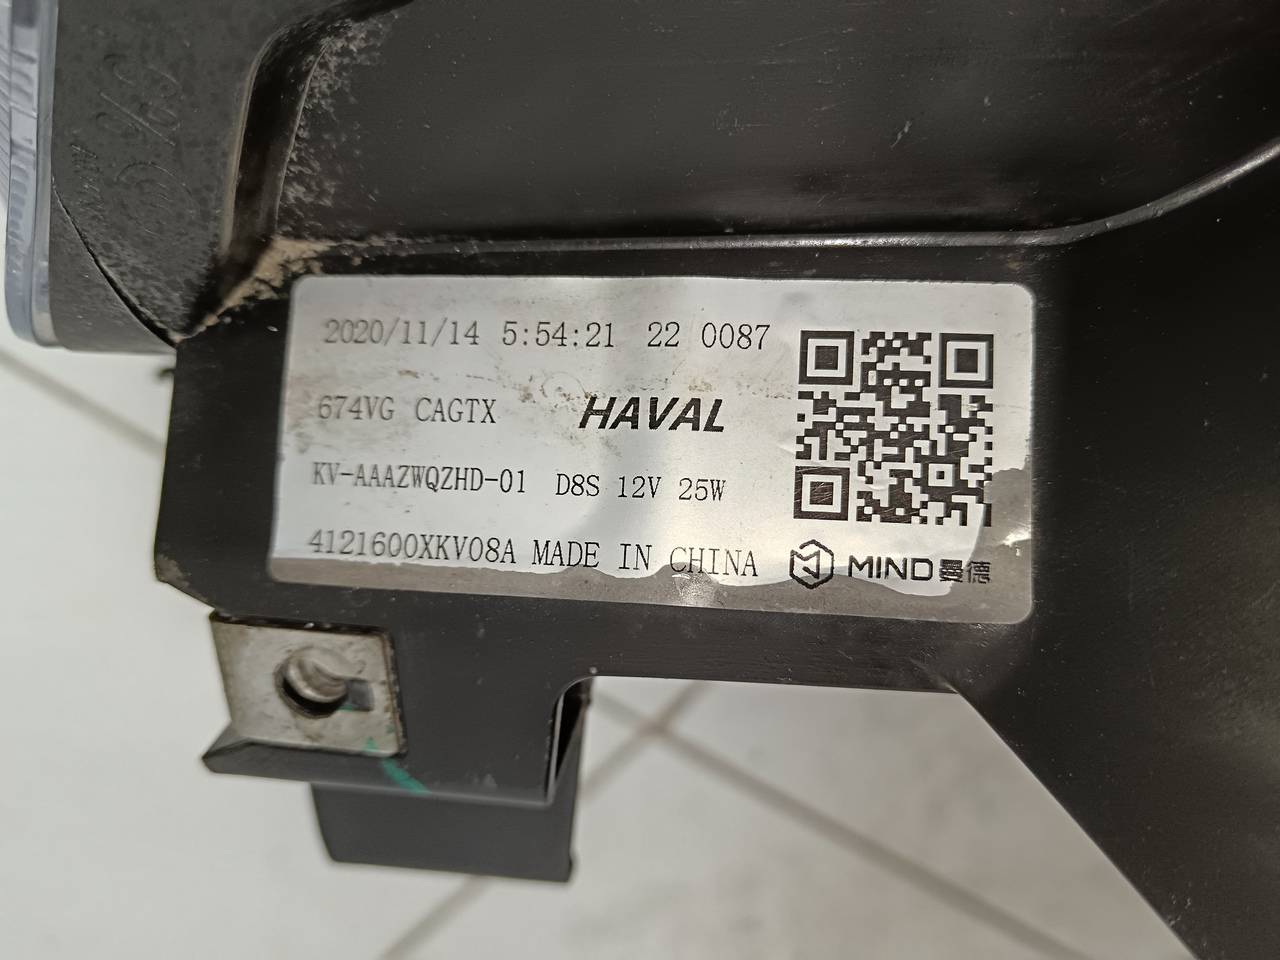 2020/11/14 5:54:21 22 0087
674VG CAGTX HAVAL
KV-AAAZWQZHD-01 D8S 12V 25W
4121600XKV08A MADE IN CHINA MIND曼德